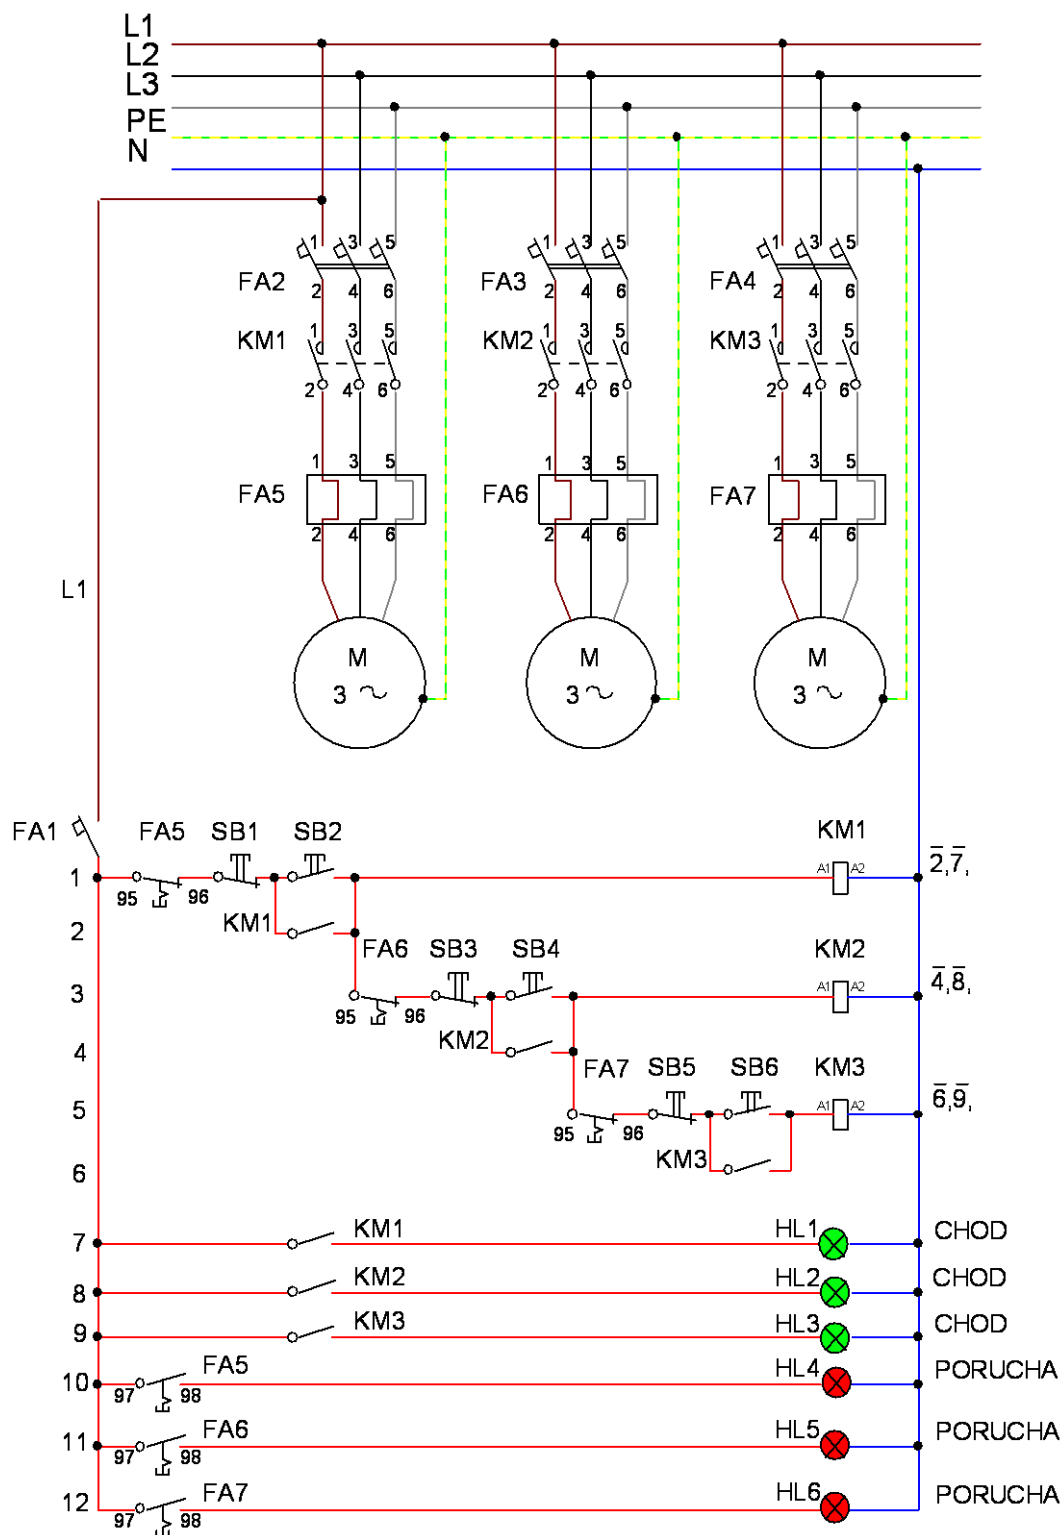 L1
L2
L3
PE
N
1 3 5 1 3 5 1 3 5
FA2 FA3 FA4
2 4 6 2 4 6 2 4 6
1 3 5 1 3 5 1 3 5
KM1 KM2 KM3
2 4 6 2 4 6 2 4 6
1 3 5 1 3 5 1 3 5
FA5 FA6 FA7
2 4 6 2 4 6 2 4 6
L1
M M M
3 ~ 3 ~ 3 ~
FA1 FA5 SB1 SB2 KM1
1 95 Ev 96 A1 A2 2̅,7̅,
2 KM1
FA6 SB3 SB4 KM2
3 95 Ev 96 A1 A2 4̅,8̅,
4 KM2
FA7 SB5 SB6 KM3
5 95 Ev 96 A1 A2 6̅,9̅,
6 KM3
7 KM1 HL1 CHOD
8 KM2 HL2 CHOD
9 KM3 HL3 CHOD
10 97 Ev 98 FA5 HL4 PORUCHA
11 97 Ev 98 FA6 HL5 PORUCHA
12 97 Ev 98 FA7 HL6 PORUCHA